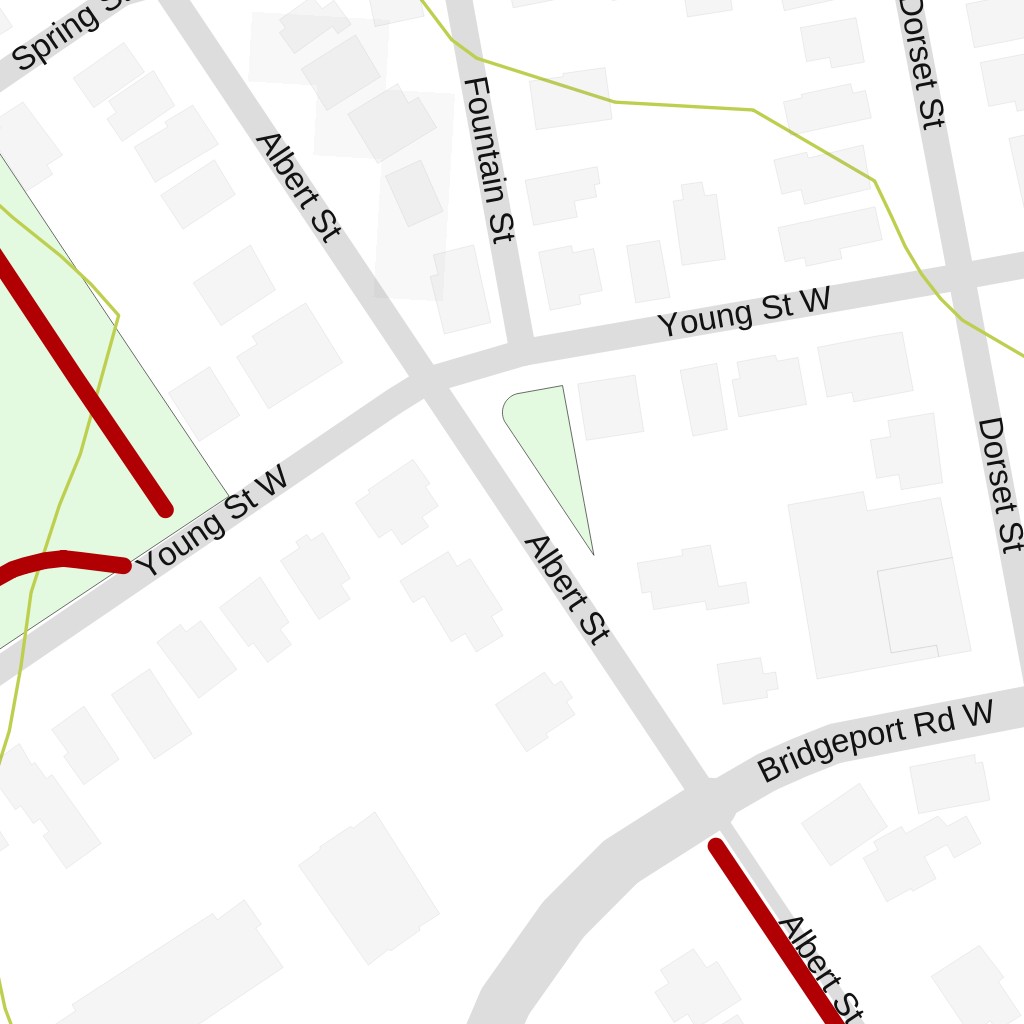 Spring St
Albert St
Fountain St
Dorset St
Young St W
Dorset St
Young St W
Albert St
Bridgeport Rd W
Albert St